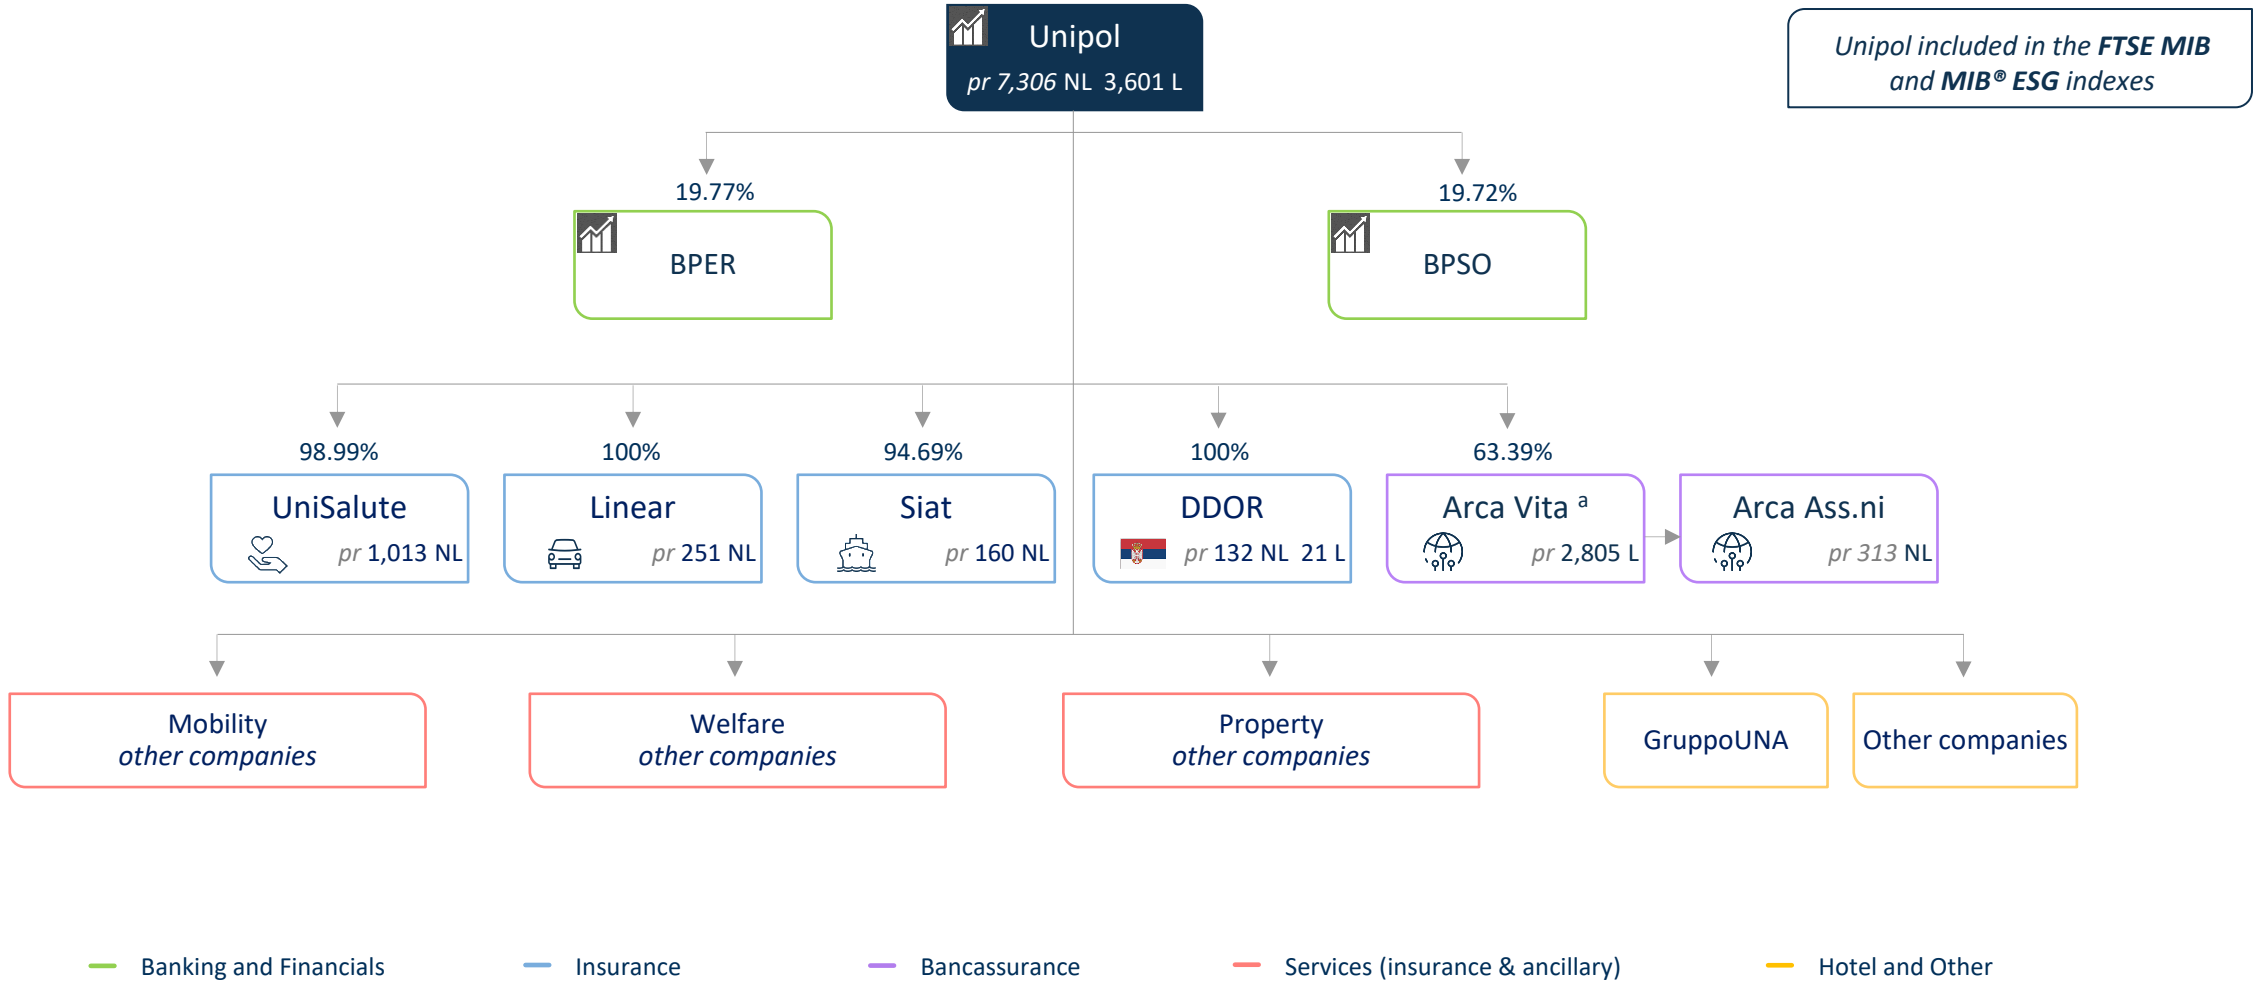 Unipol
pr 7,306 NL 3,601 L
Unipol included in the FTSE MIB
and MIB® ESG indexes
19.77%
19.72%
BPER
BPSO
98.99%
100%
94.69%
100%
63.39%
UniSalute
pr 1,013 NL
Linear
pr 251 NL
Siat
pr 160 NL
DDOR
pr 132 NL 21 L
Arca Vita a
pr 2,805 L
Arca Ass.ni
pr 313 NL
Mobility
other companies
Welfare
other companies
Property
other companies
GruppoUNA
Other companies
Banking and Financials
Insurance
Bancassurance
Services (insurance & ancillary)
Hotel and Other